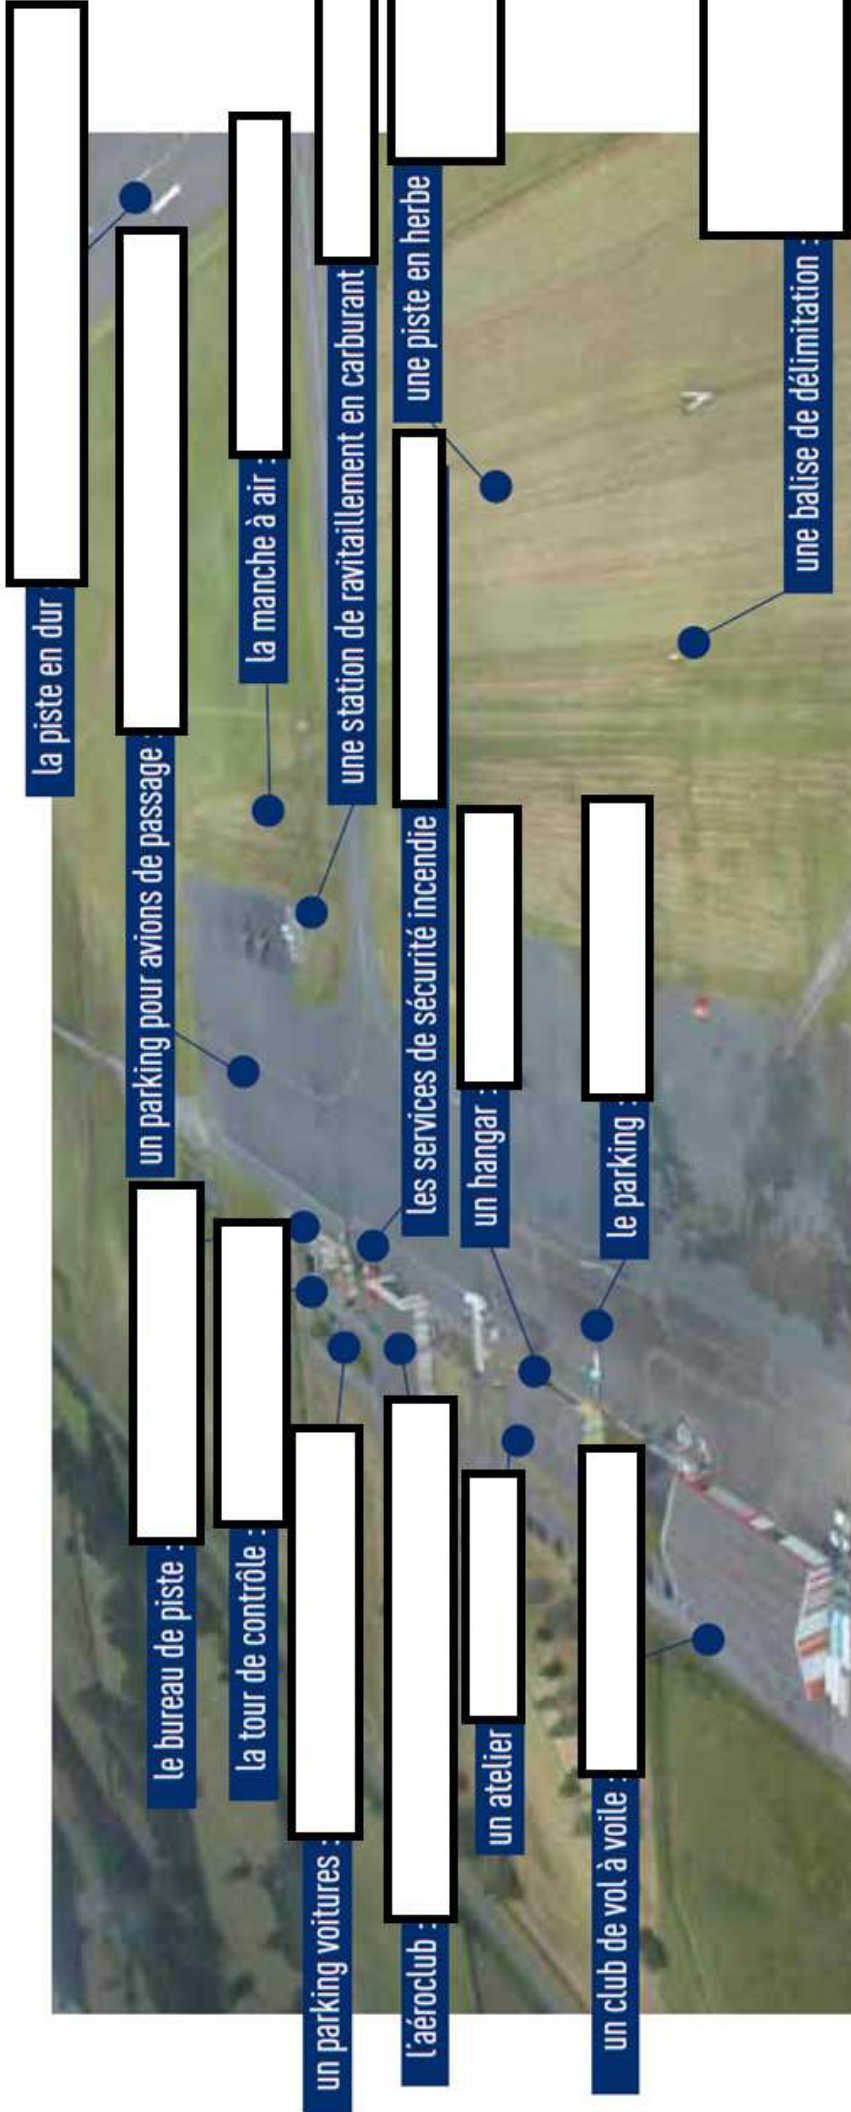 la piste en dur :
un parking pour avions de passage :
le bureau de piste :
la manche à air :
la tour de contrôle :
une station de ravitaillement en carburant
un parking voitures :
une piste en herbe
les services de sécurité incendie
l'aéroclub :
un hangar :
un atelier
le parking :
un club de vol à voile :
une balise de délimitation :